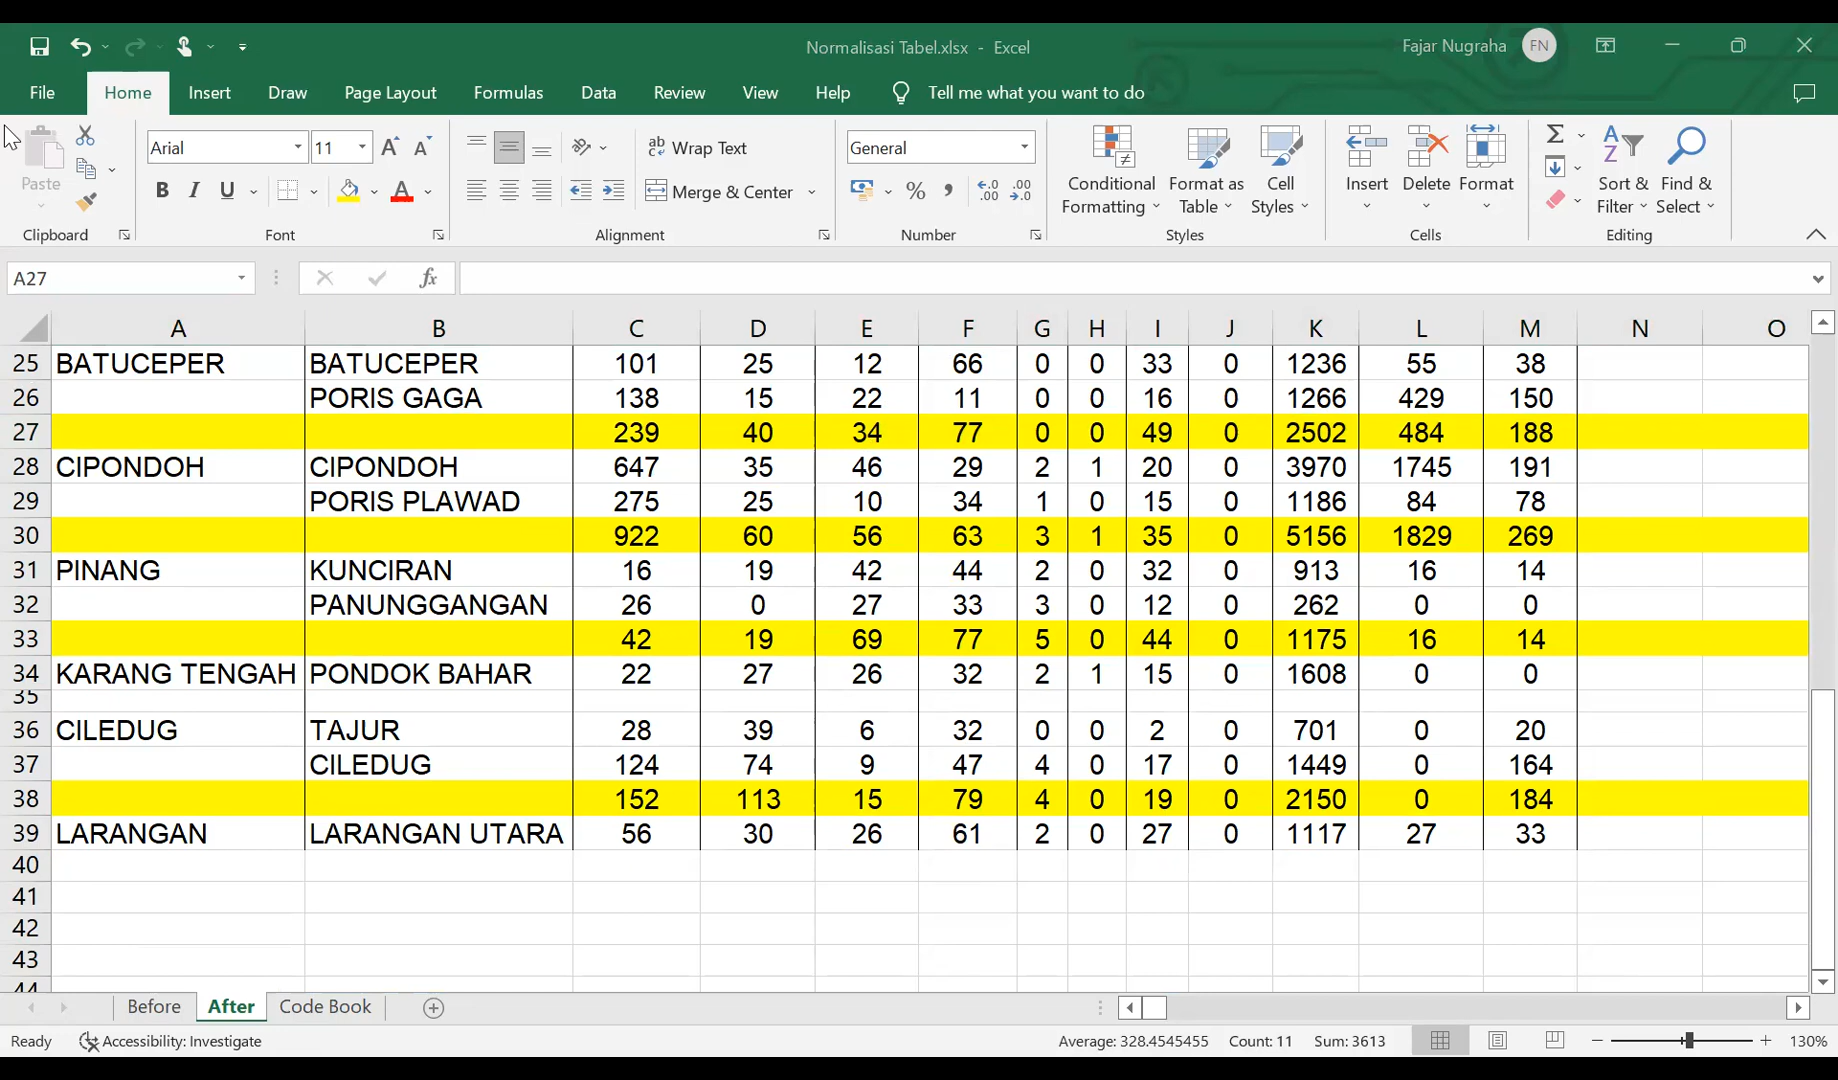 Normalisasi Tabel.xlsx - Excel
Fajar Nugraha FN
File Home Insert Draw Page Layout Formulas Data Review View Help Tell me what you want to do
Paste
Clipboard
Arial 11
B I U A
Font
Wrap Text
Merge & Center
Alignment
General
% , .0 .00 .00 .0
Number
Conditional Formatting
Format as Table
Cell Styles
Styles
Insert Delete Format
Cells
Sort & Filter
Find & Select
Editing
A27 fx
A B C D E F G H I J K L M N O
25 BATUCEPER BATUCEPER 101 25 12 66 0 0 33 0 1236 55 38
26 PORIS GAGA 138 15 22 11 0 0 16 0 1266 429 150
27 239 40 34 77 0 0 49 0 2502 484 188
28 CIPONDOH CIPONDOH 647 35 46 29 2 1 20 0 3970 1745 191
29 PORIS PLAWAD 275 25 10 34 1 0 15 0 1186 84 78
30 922 60 56 63 3 1 35 0 5156 1829 269
31 PINANG KUNCIRAN 16 19 42 44 2 0 32 0 913 16 14
32 PANUNGGANGAN 26 0 27 33 3 0 12 0 262 0 0
33 42 19 69 77 5 0 44 0 1175 16 14
34 KARANG TENGAH PONDOK BAHAR 22 27 26 32 2 1 15 0 1608 0 0
35
36 CILEDUG TAJUR 28 39 6 32 0 0 2 0 701 0 20
37 CILEDUG 124 74 9 47 4 0 17 0 1449 0 164
38 152 113 15 79 4 0 19 0 2150 0 184
39 LARANGAN LARANGAN UTARA 56 30 26 61 2 0 27 0 1117 27 33
40
41
42
43
44
Before After Code Book
Ready Accessibility: Investigate Average: 328.4545455 Count: 11 Sum: 3613 130%